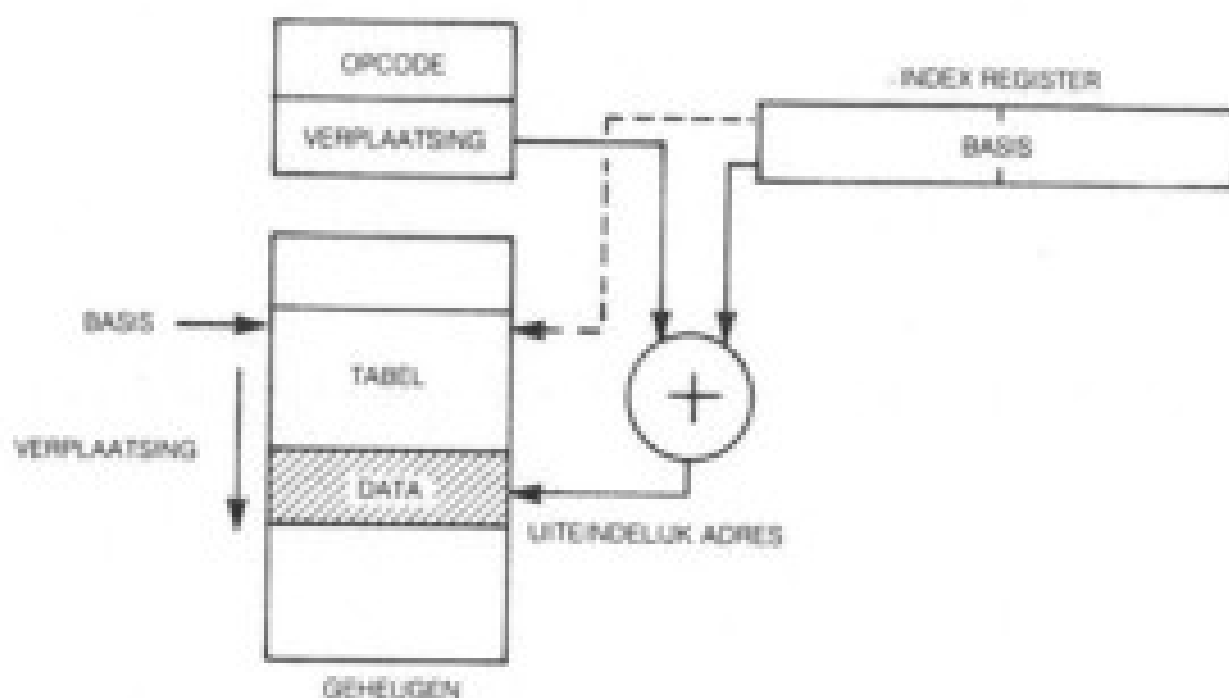 OPCODE
VERPLAATSING
INDEX REGISTER
BASIS
BASIS
TABEL
VERPLAATSING
DATA
UITEINDELIJK ADRES
GEHEUGEN